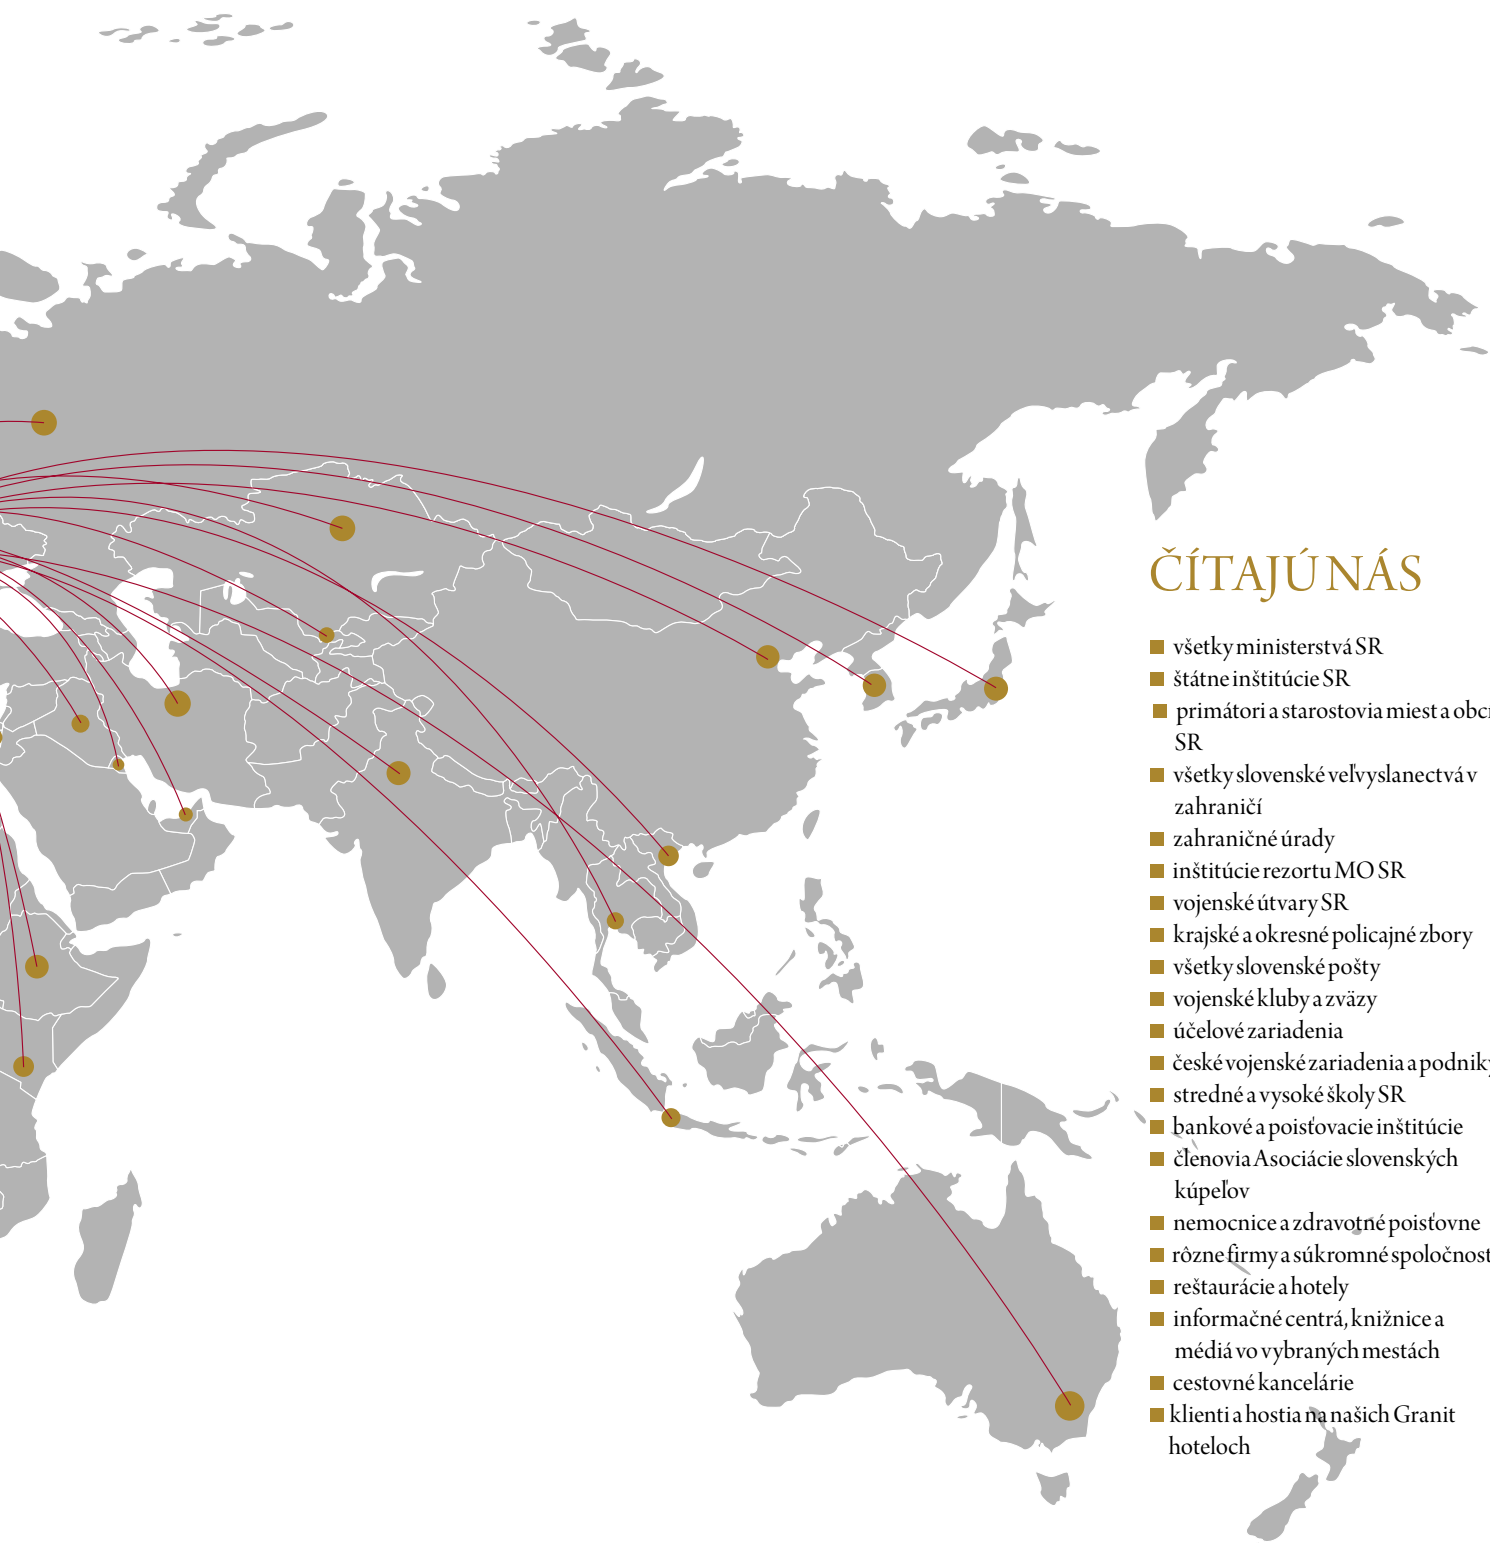 ČÍTAJÚ NÁS
všetky ministerstvá SR
štátne inštitúcie SR
primátori a starostovia miest a
SR
všetky slovenské veľvyslanectvá v
zahraničí
zahraničné úrady
inštitúcie rezortu MO SR
vojenské útvary SR
krajské a okresné policajné zbory
všetky slovenské pošty
vojenské kluby a zväzy
účelové zariadenia
české vojenské zariadenia a podniky
stredné a vysoké školy SR
bankové a poisťovacie inštitúcie
členovia Asociácie slovenských
kúpeľov
nemocnice a zdravotné poisťovne
rôzne firmy a súkromné spoločnost
reštaurácie a hotely
informačné centrá, knižnice a
médiá vo vybraných mestách
cestovné kancelárie
klienti a hostia na našich Granit
hoteloch